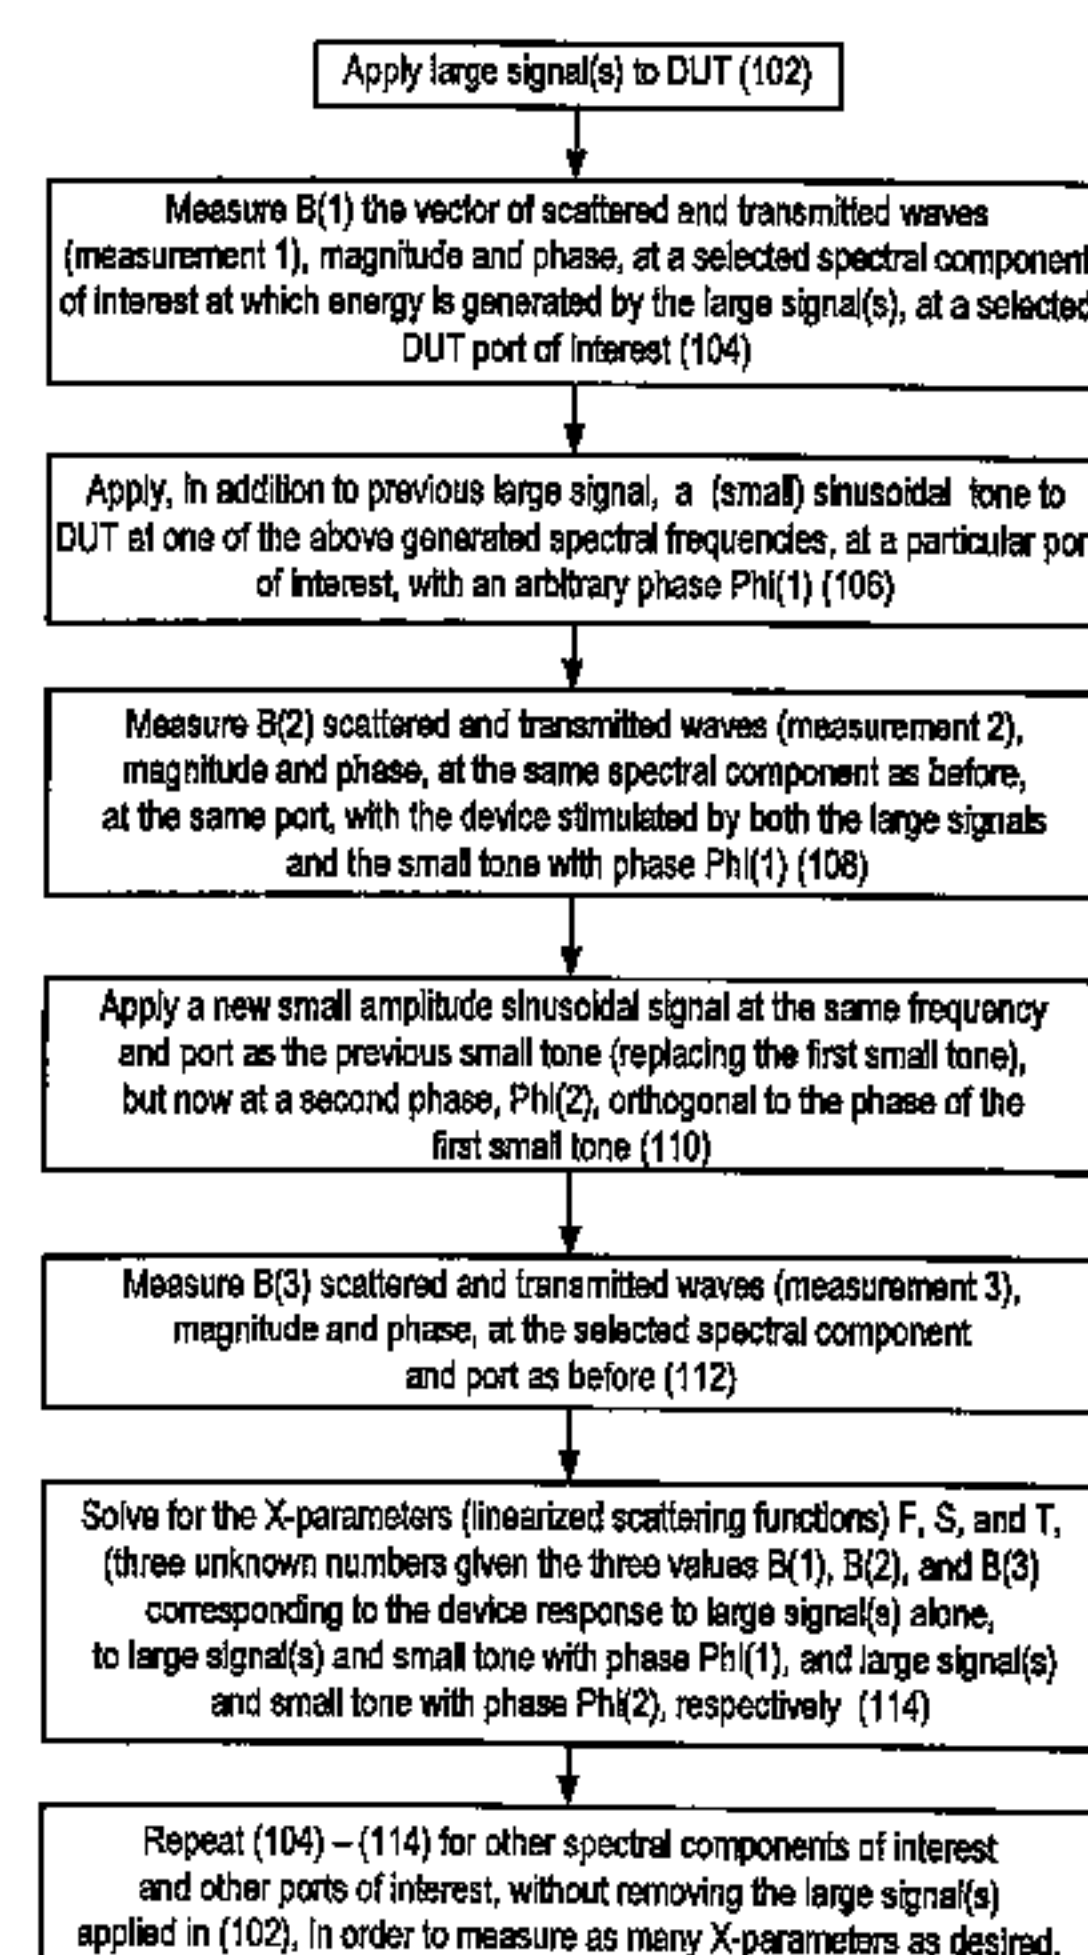 Apply large signal(s) to DUT (102)
Measure B(1) the vector of scattered and transmitted waves
(measurement 1), magnitude and phase, at a selected spectral component
of interest at which energy is generated by the large signal(s), at a selected
DUT port of interest (104)
Apply, in addition to previous large signal, a (small) sinusoidal tone to
DUT at one of the above generated spectral frequencies, at a particular por
of interest, with an arbitrary phase Phi(1) (106)
Measure B(2) scattered and transmitted waves (measurement 2),
magnitude and phase, at the same spectral component as before,
at the same port, with the device stimulated by both the large signals
and the small tone with phase Phi(1) (108)
Apply a new small amplitude sinusoidal signal at the same frequency
and port as the previous small tone (replacing the first small tone),
but now at a second phase, Phi(2), orthogonal to the phase of the
first small tone (110)
Measure B(3) scattered and transmitted waves (measurement 3),
magnitude and phase, at the selected spectral component
and port as before (112)
Solve for the X-parameters (linearized scattering functions) F, S, and T,
(three unknown numbers given the three values B(1), B(2), and B(3)
corresponding to the device response to large signal(s) alone,
to large signal(s) and small tone with phase Phi(1), and large signal(s)
and small tone with phase Phi(2), respectively (114)
Repeat (104) – (114) for other spectral components of interest
and other ports of interest, without removing the large signal(s)
applied in (102), in order to measure as many X-parameters as desired.